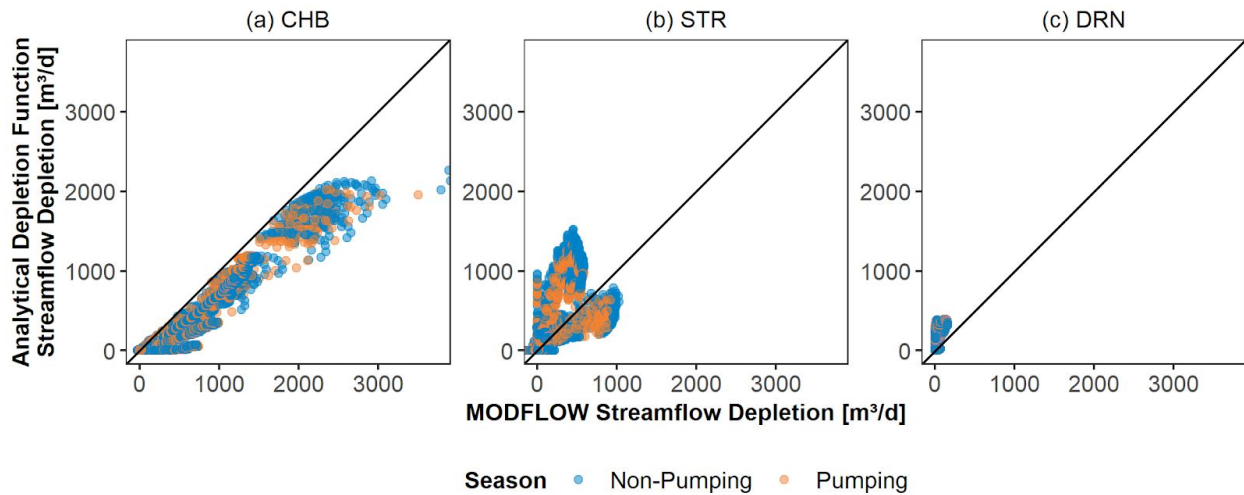 (a) CHB
(b) STR
(c) DRN
Analytical Depletion Function
Streamflow Depletion [m³/d]
3000
2000
1000
0
3000
2000
1000
0
3000
2000
1000
0
0 1000 2000 3000
0 1000 2000 3000
0 1000 2000 3000
MODFLOW Streamflow Depletion [m³/d]
Season Non-Pumping Pumping